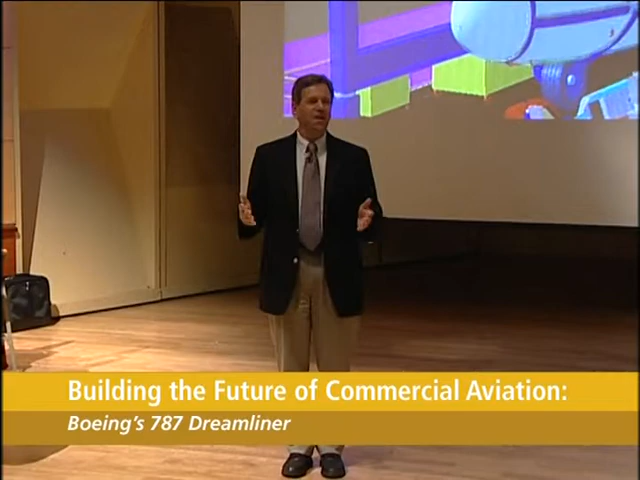 Building the Future of Commercial Aviation:
Boeing's 787 Dreamliner